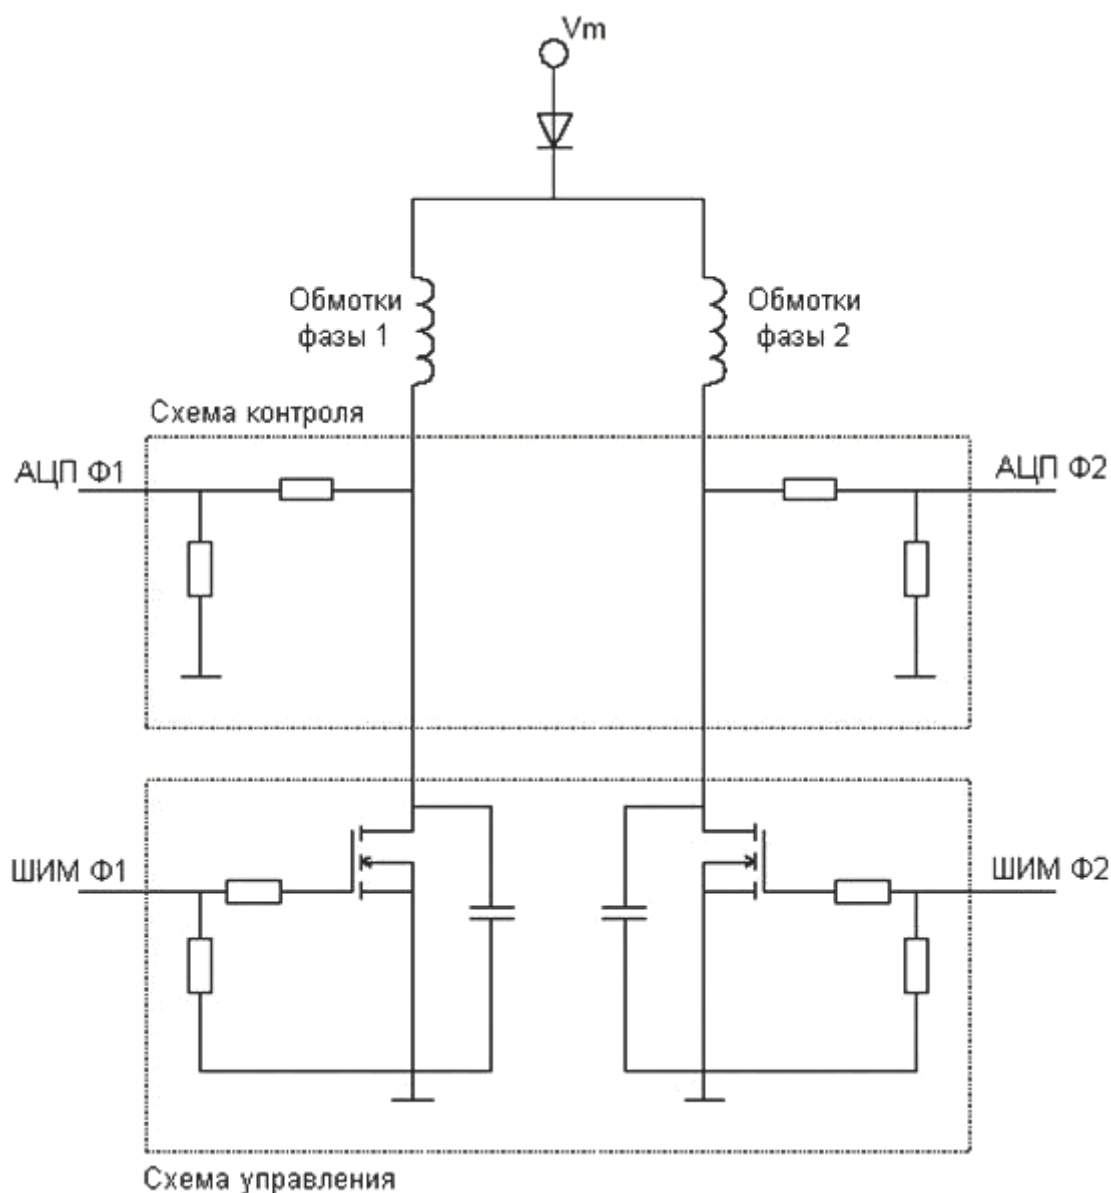 Vm
Обмотки
фазы 1
Обмотки
фазы 2
Схема контроля
АЦП Ф1
АЦП Ф2
ШИМ Ф1
ШИМ Ф2
Схема управления